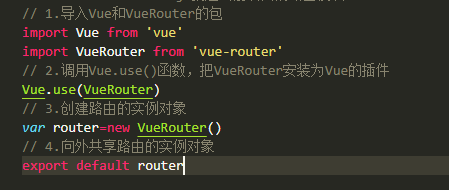 // 1.导入Vue和VueRouter的包
import Vue from 'vue'
import VueRouter from 'vue-router'
// 2.调用Vue.use()函数，把VueRouter安装为Vue的插件
Vue.use(VueRouter)
// 3.创建路由的实例对象
var router=new VueRouter()
// 4.向外共享路由的实例对象
export default router